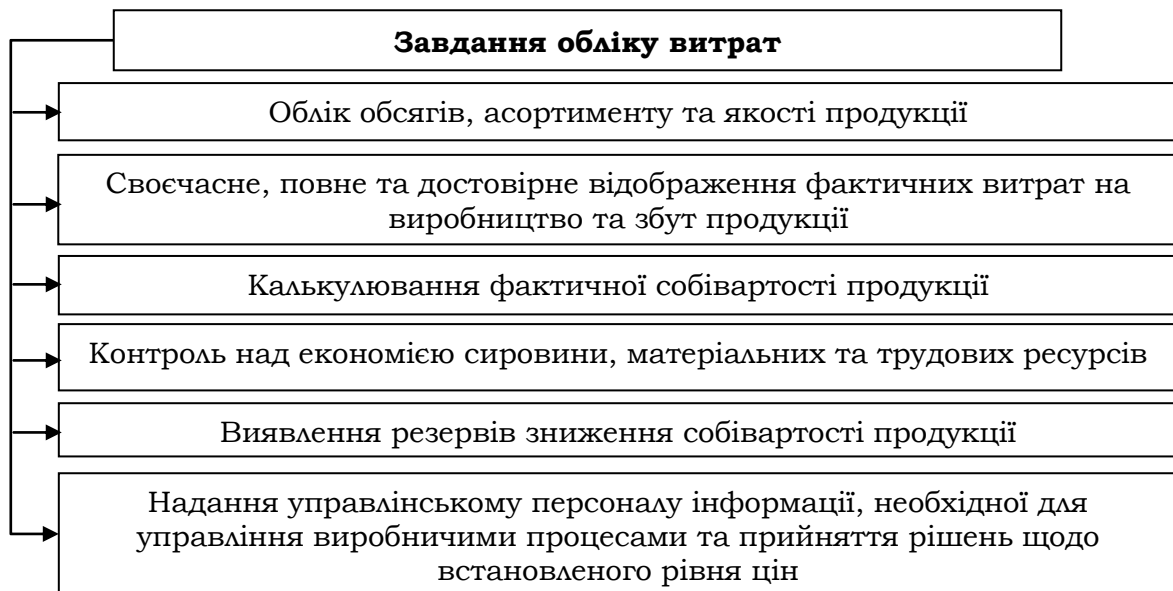 Завдання обліку витрат
Облік обсягів, асортименту та якості продукції
Своєчасне, повне та достовірне відображення фактичних витрат на
виробництво та збут продукції
Калькулювання фактичної собівартості продукції
Контроль над економією сировини, матеріальних та трудових ресурсів
Виявлення резервів зниження собівартості продукції
Надання управлінському персоналу інформації, необхідної для
управління виробничими процесами та прийняття рішень щодо
встановленого рівня цін